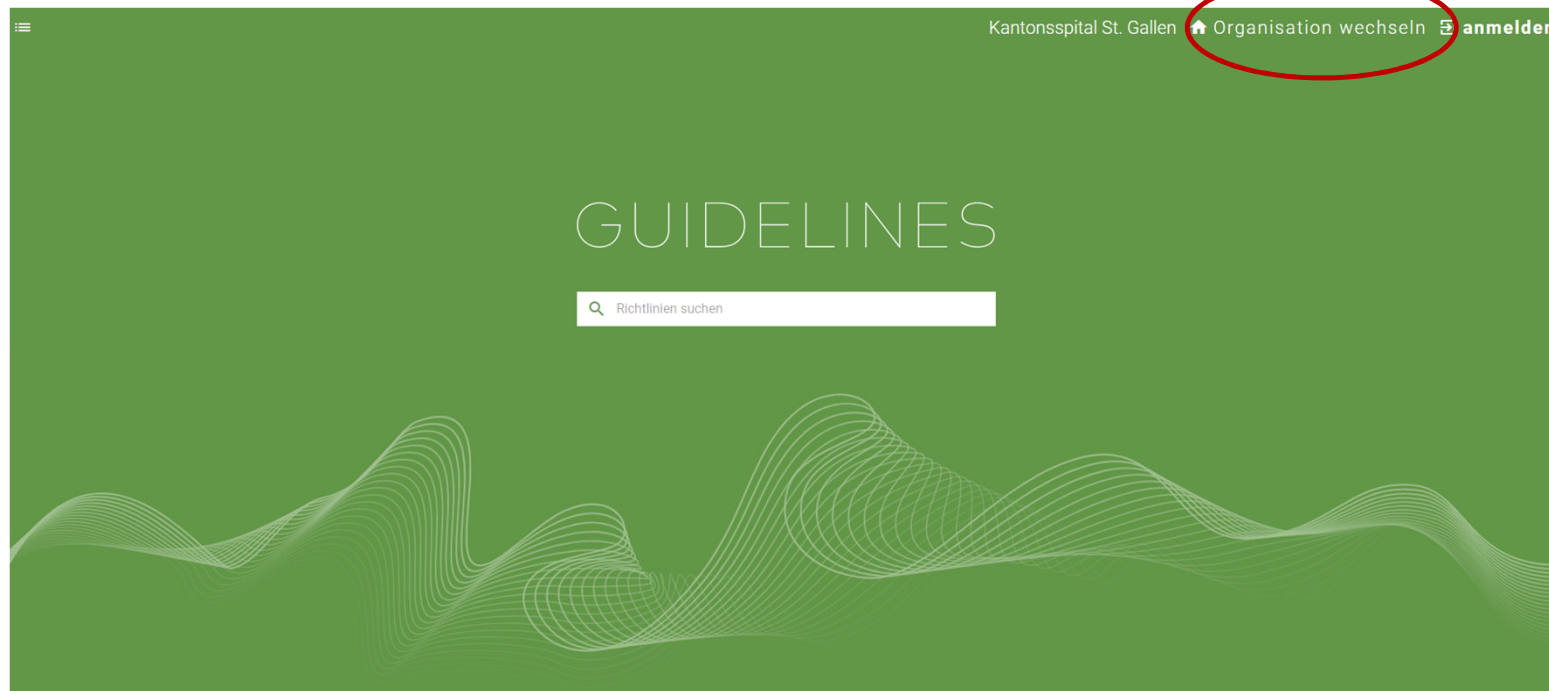 Kantonsspital St. Gallen Organisation wechseln anmelden
GUIDELINES
Richtlinien suchen